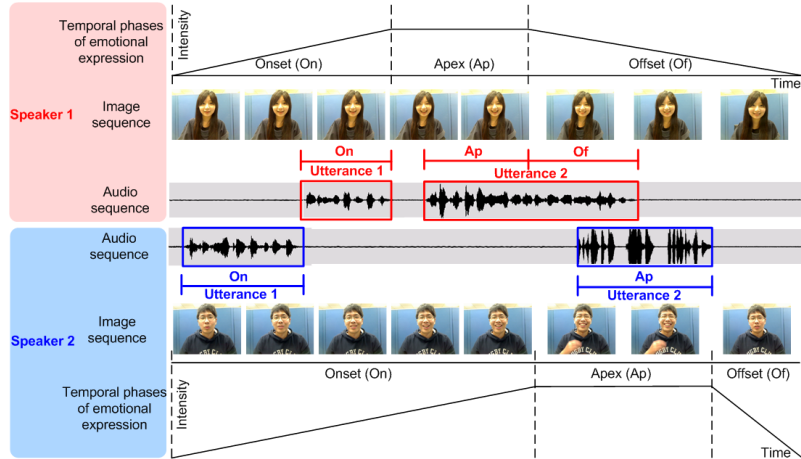 Temporal phases
of emotional
expression
Intensity
Onset (On)
Apex (Ap)
Offset (Of)
Time
Speaker 1
Image
sequence
On
Ap
Of
Utterance 1
Utterance 2
Audio
sequence
Audio
sequence
On
Utterance 1
Ap
Utterance 2
Speaker 2
Image
sequence
Onset (On)
Apex (Ap)
Offset (Of)
Temporal phases
of emotional
expression
Intensity
Time